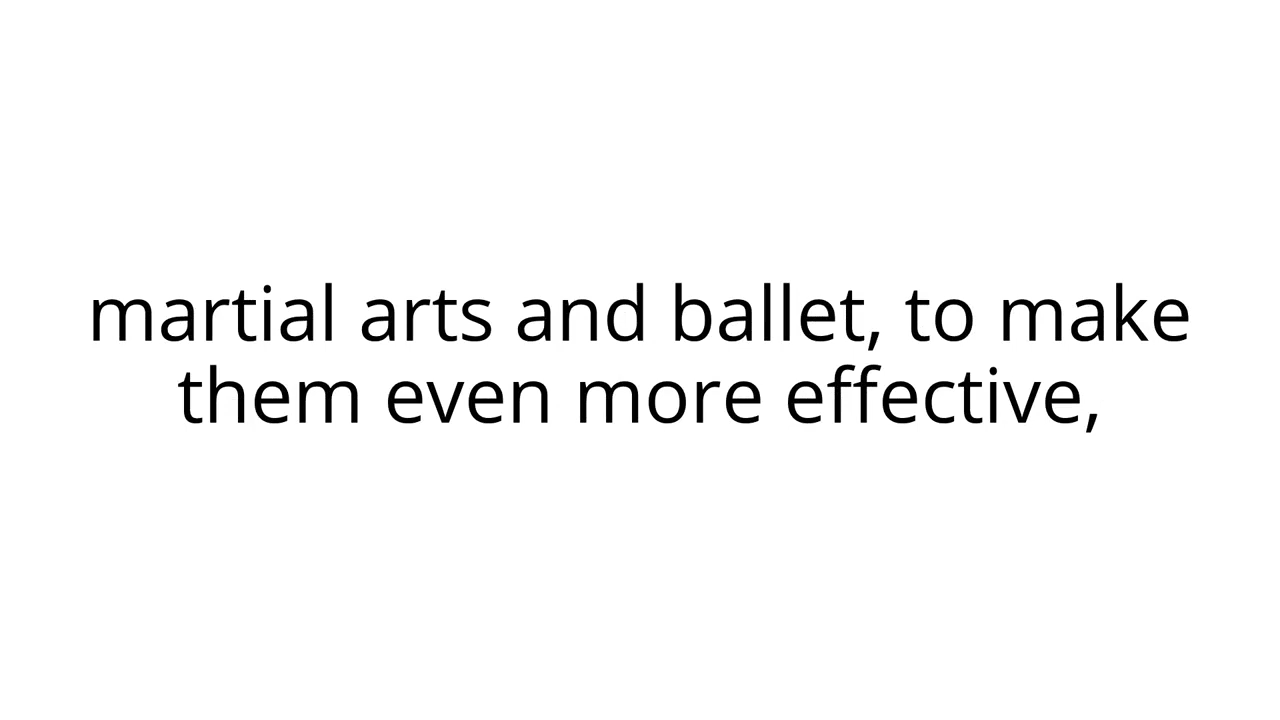 martial arts and ballet, to make
them even more effective,